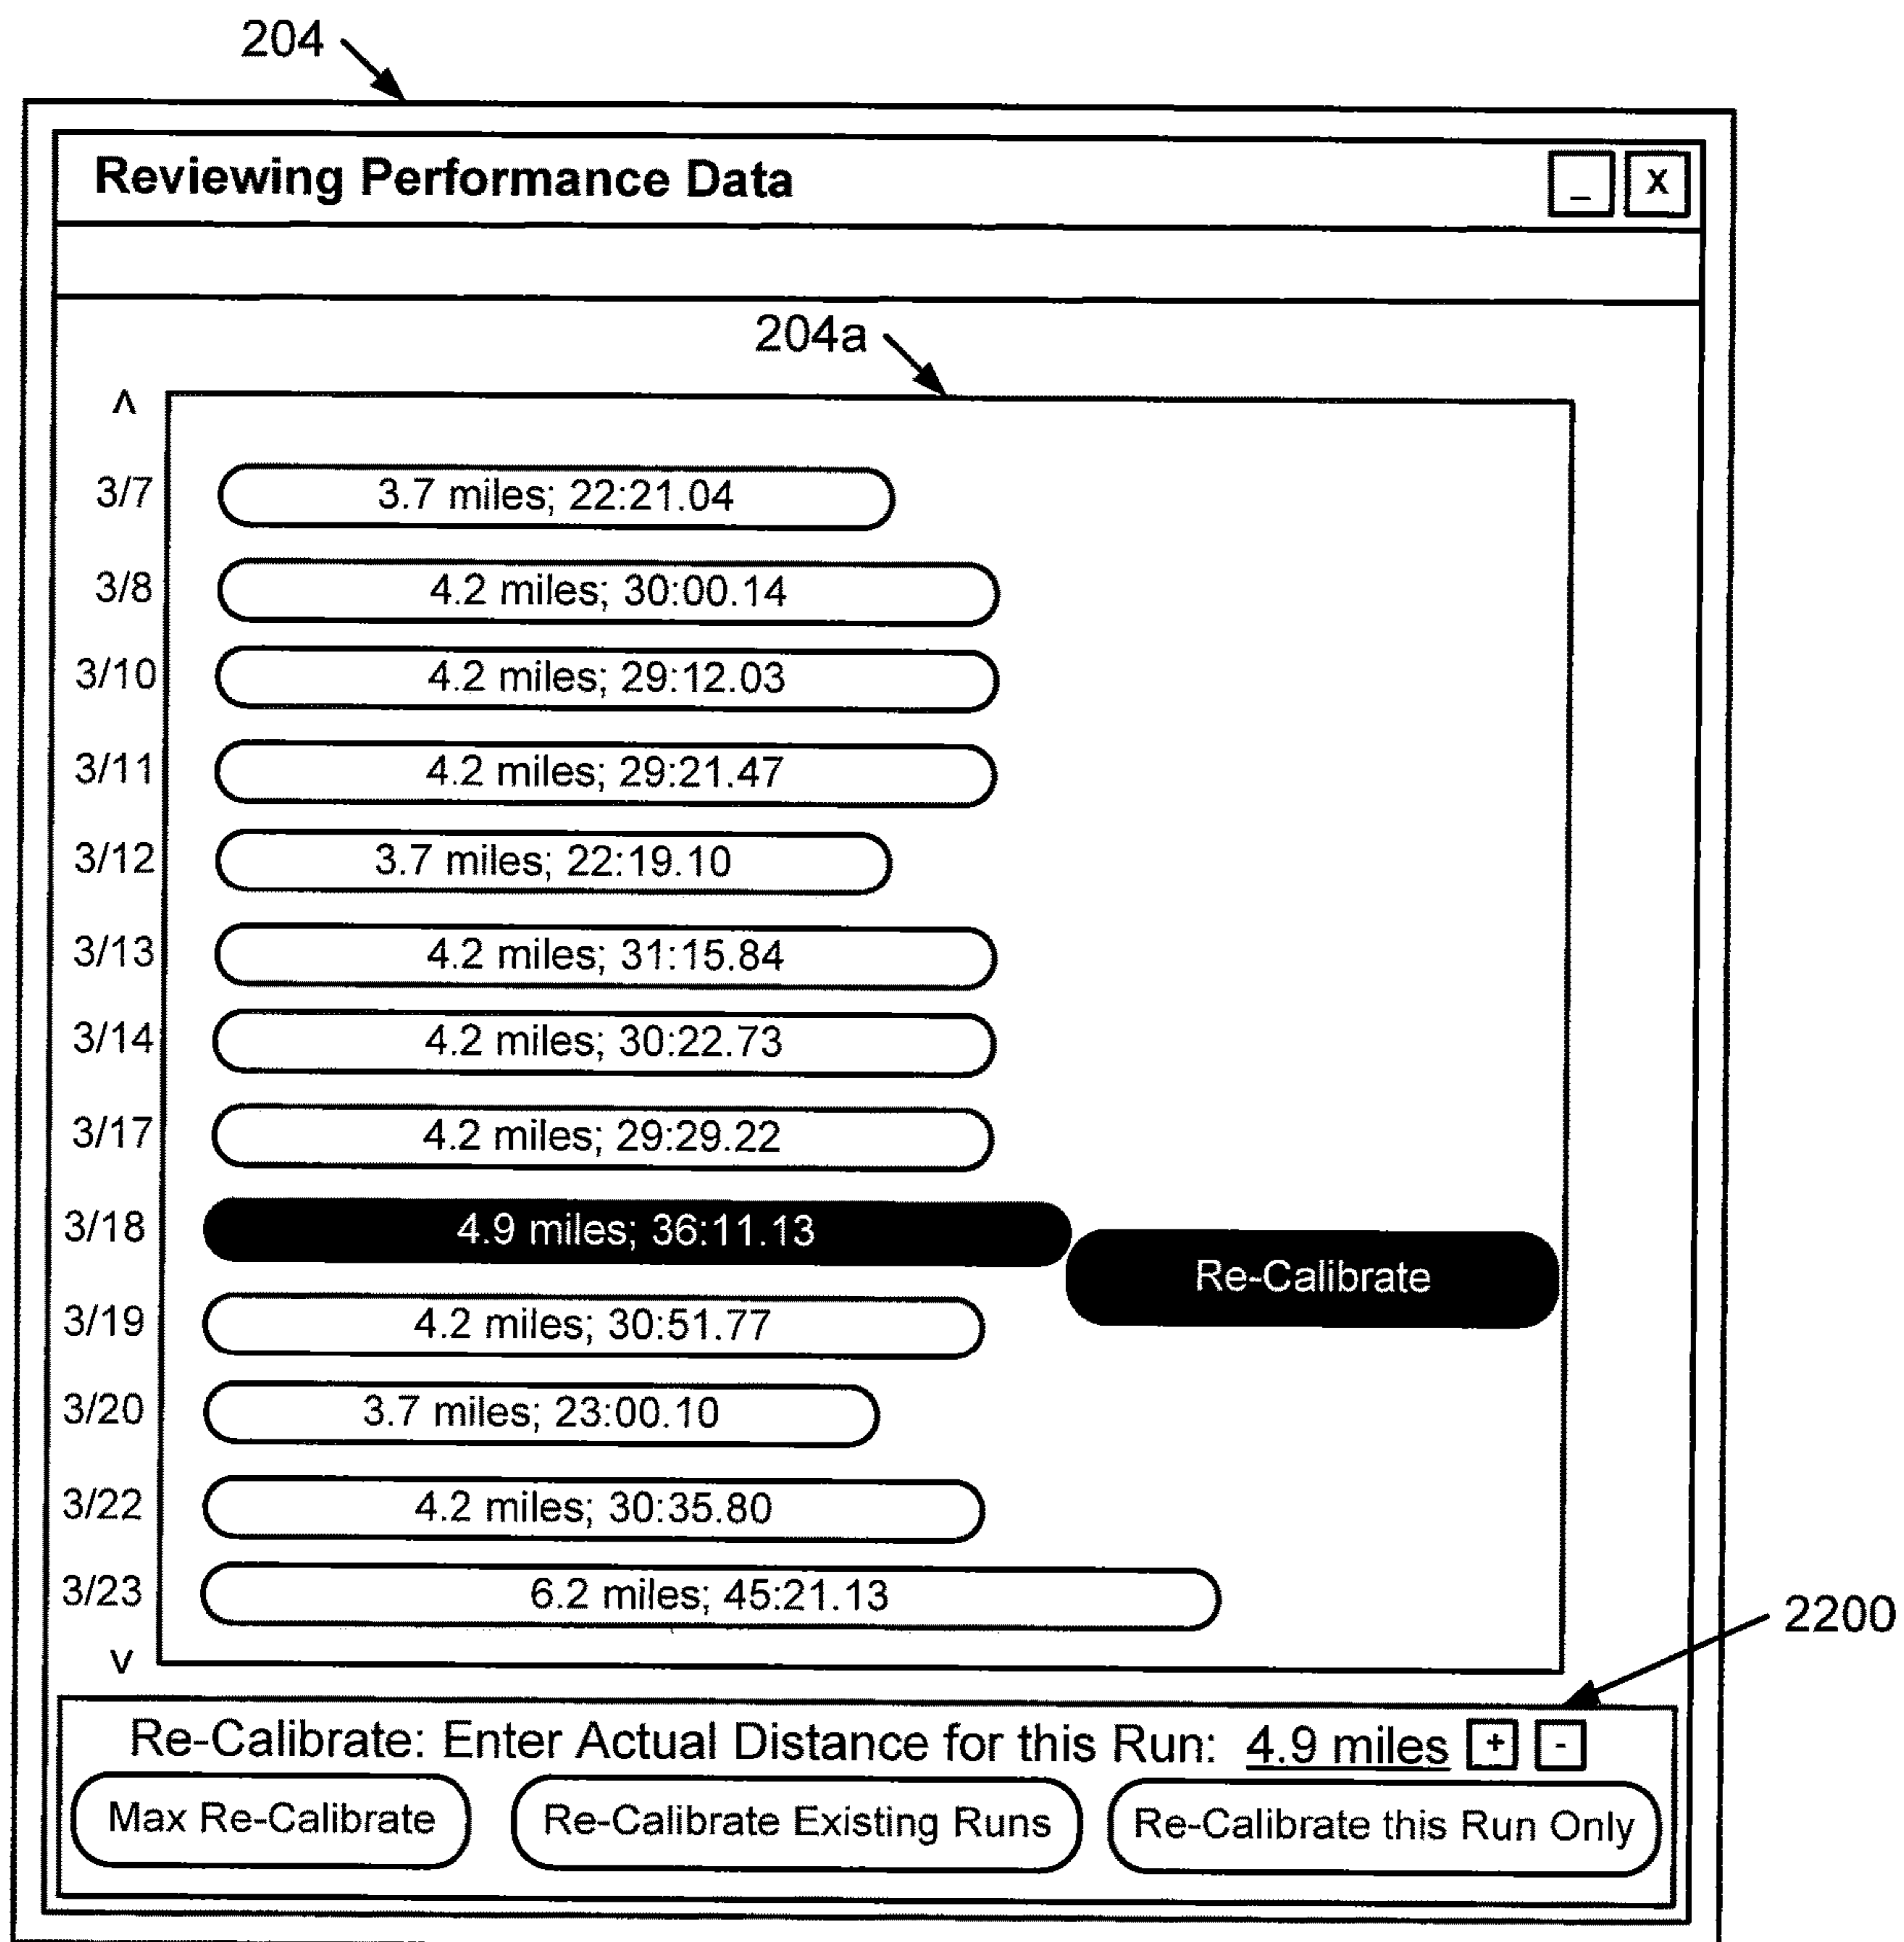 204
Reviewing Performance Data _ X
204a
^
3/7 3.7 miles; 22:21.04
3/8 4.2 miles; 30:00.14
3/10 4.2 miles; 29:12.03
3/11 4.2 miles; 29:21.47
3/12 3.7 miles; 22:19.10
3/13 4.2 miles; 31:15.84
3/14 4.2 miles; 30:22.73
3/17 4.2 miles; 29:29.22
3/18 4.9 miles; 36:11.13
Re-Calibrate
3/19 4.2 miles; 30:51.77
3/20 3.7 miles; 23:00.10
3/22 4.2 miles; 30:35.80
3/23 6.2 miles; 45:21.13
v
2200
Re-Calibrate: Enter Actual Distance for this Run: 4.9 miles + -
Max Re-Calibrate Re-Calibrate Existing Runs Re-Calibrate this Run Only